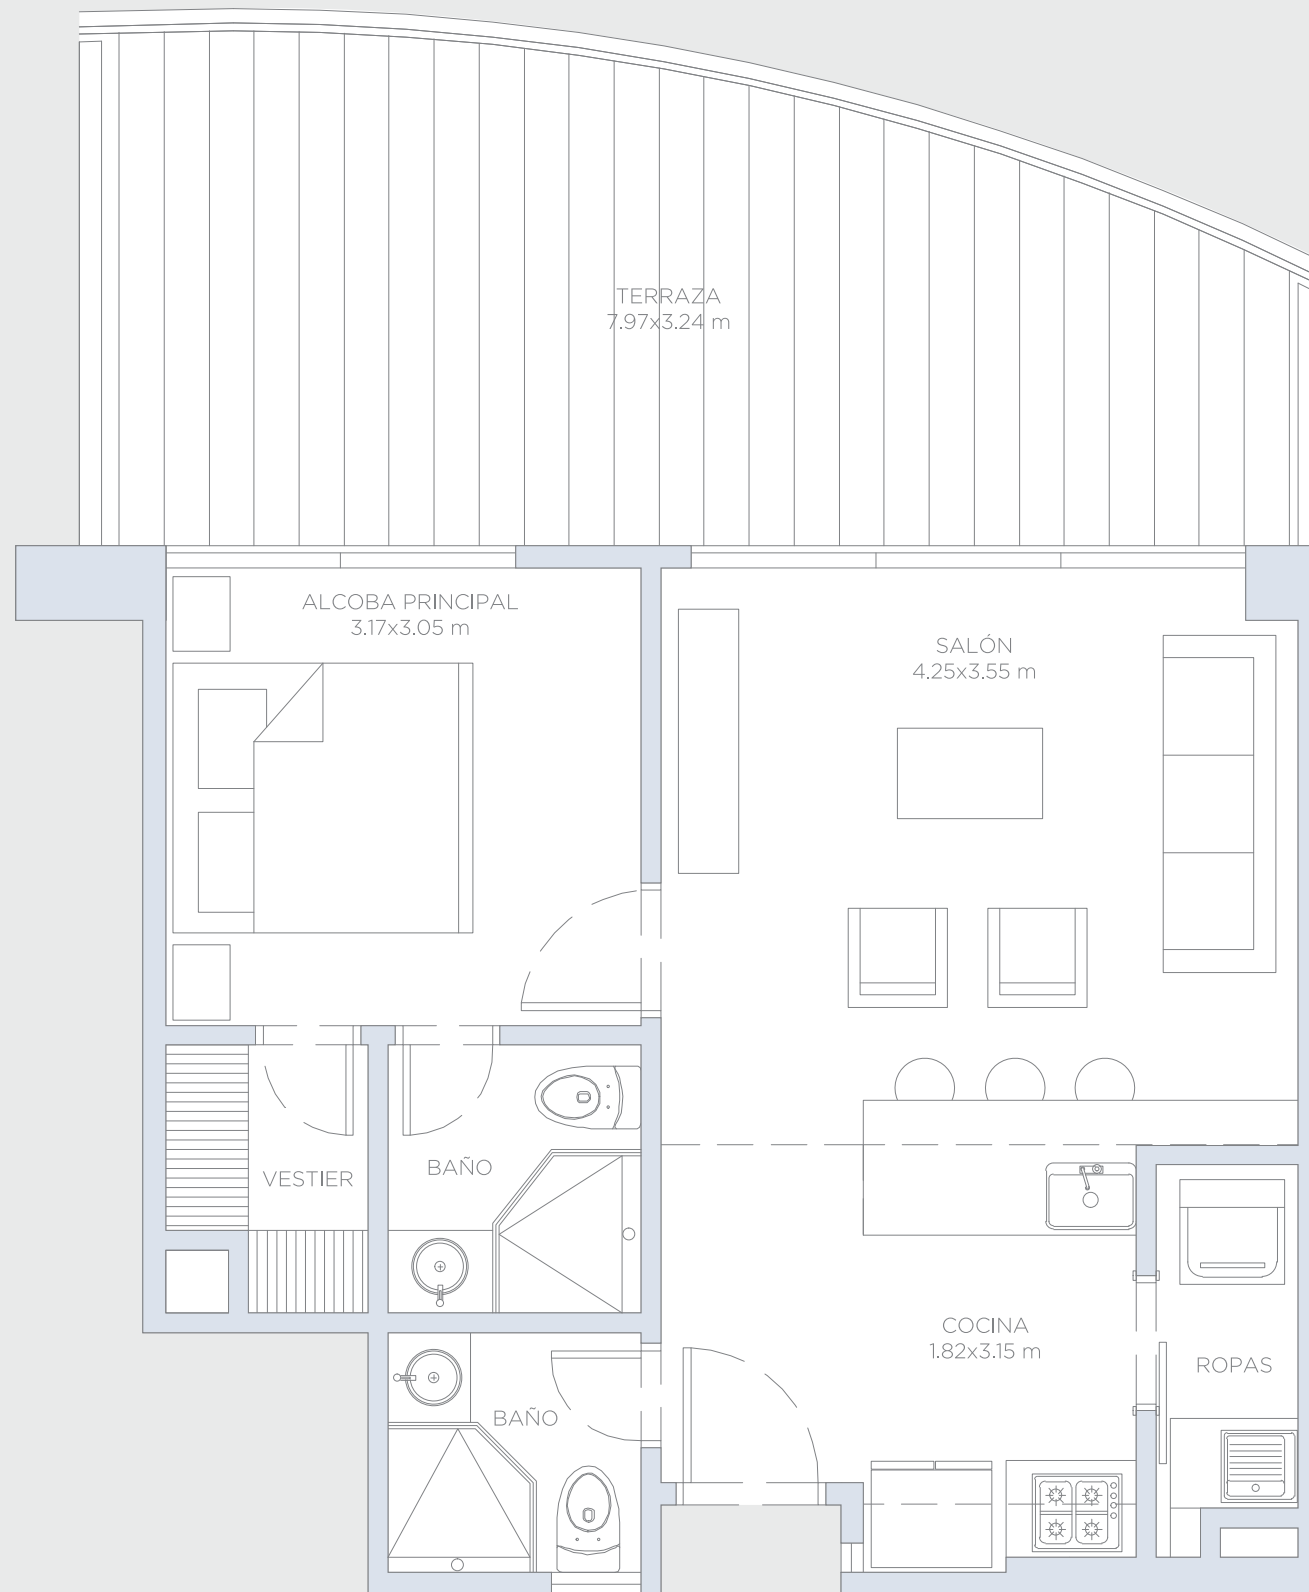 TERRAZA
7.97x3.24 m
ALCOBA PRINCIPAL
3.17x3.05 m
SALÓN
4.25x3.55 m
VESTIER
BAÑO
COCINA
1.82x3.15 m
ROPAS
BAÑO